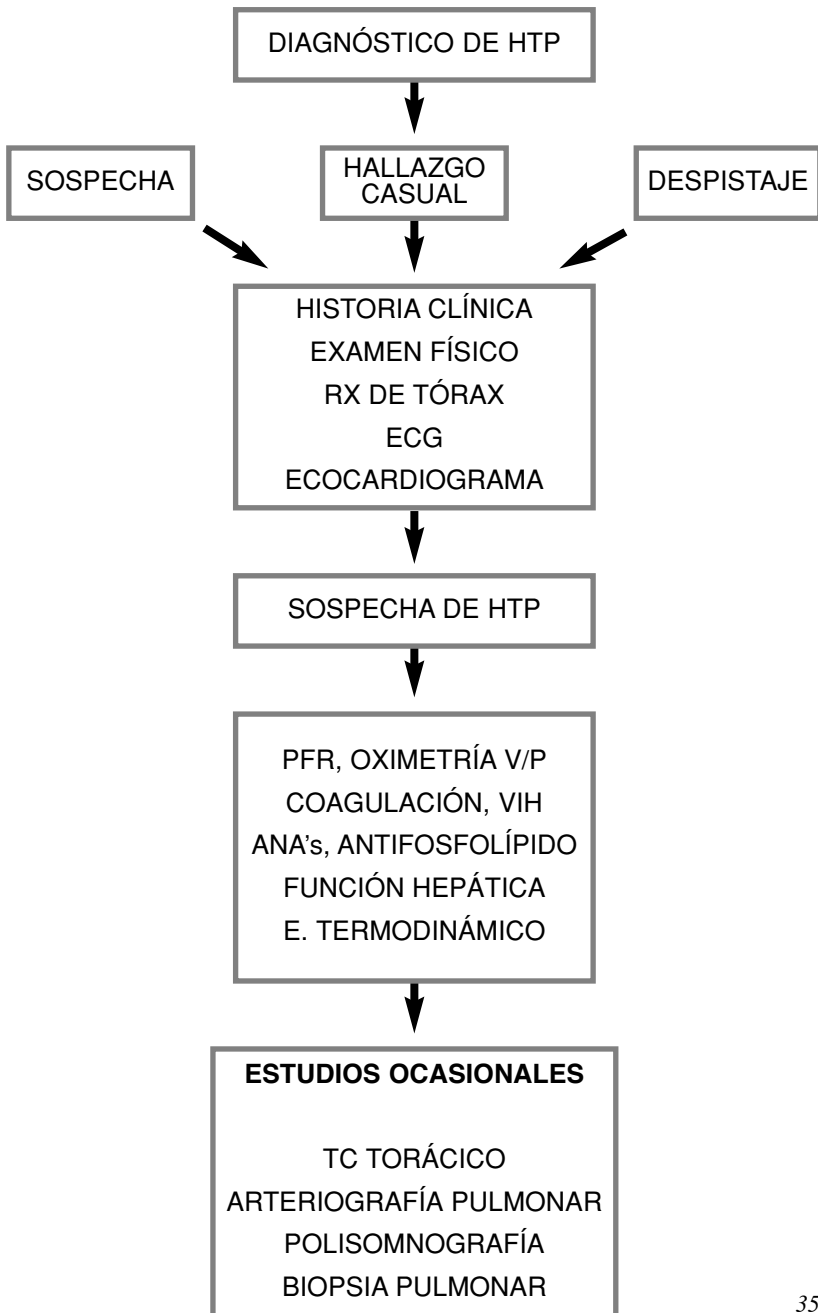 DIAGNÓSTICO DE HTP
SOSPECHA
HALLAZGO
CASUAL
DESPISTAJE
HISTORIA CLÍNICA
EXAMEN FÍSICO
RX DE TÓRAX
ECG
ECOCARDIOGRAMA
SOSPECHA DE HTP
PFR, OXIMETRÍA V/P
COAGULACIÓN, VIH
ANA's, ANTIFOSFOLÍPIDO
FUNCIÓN HEPÁTICA
E. TERMODINÁMICO
ESTUDIOS OCASIONALES
TC TORÁCICO
ARTERIOGRAFÍA PULMONAR
POLISOMNOGRAFÍA
BIOPSIA PULMONAR
35